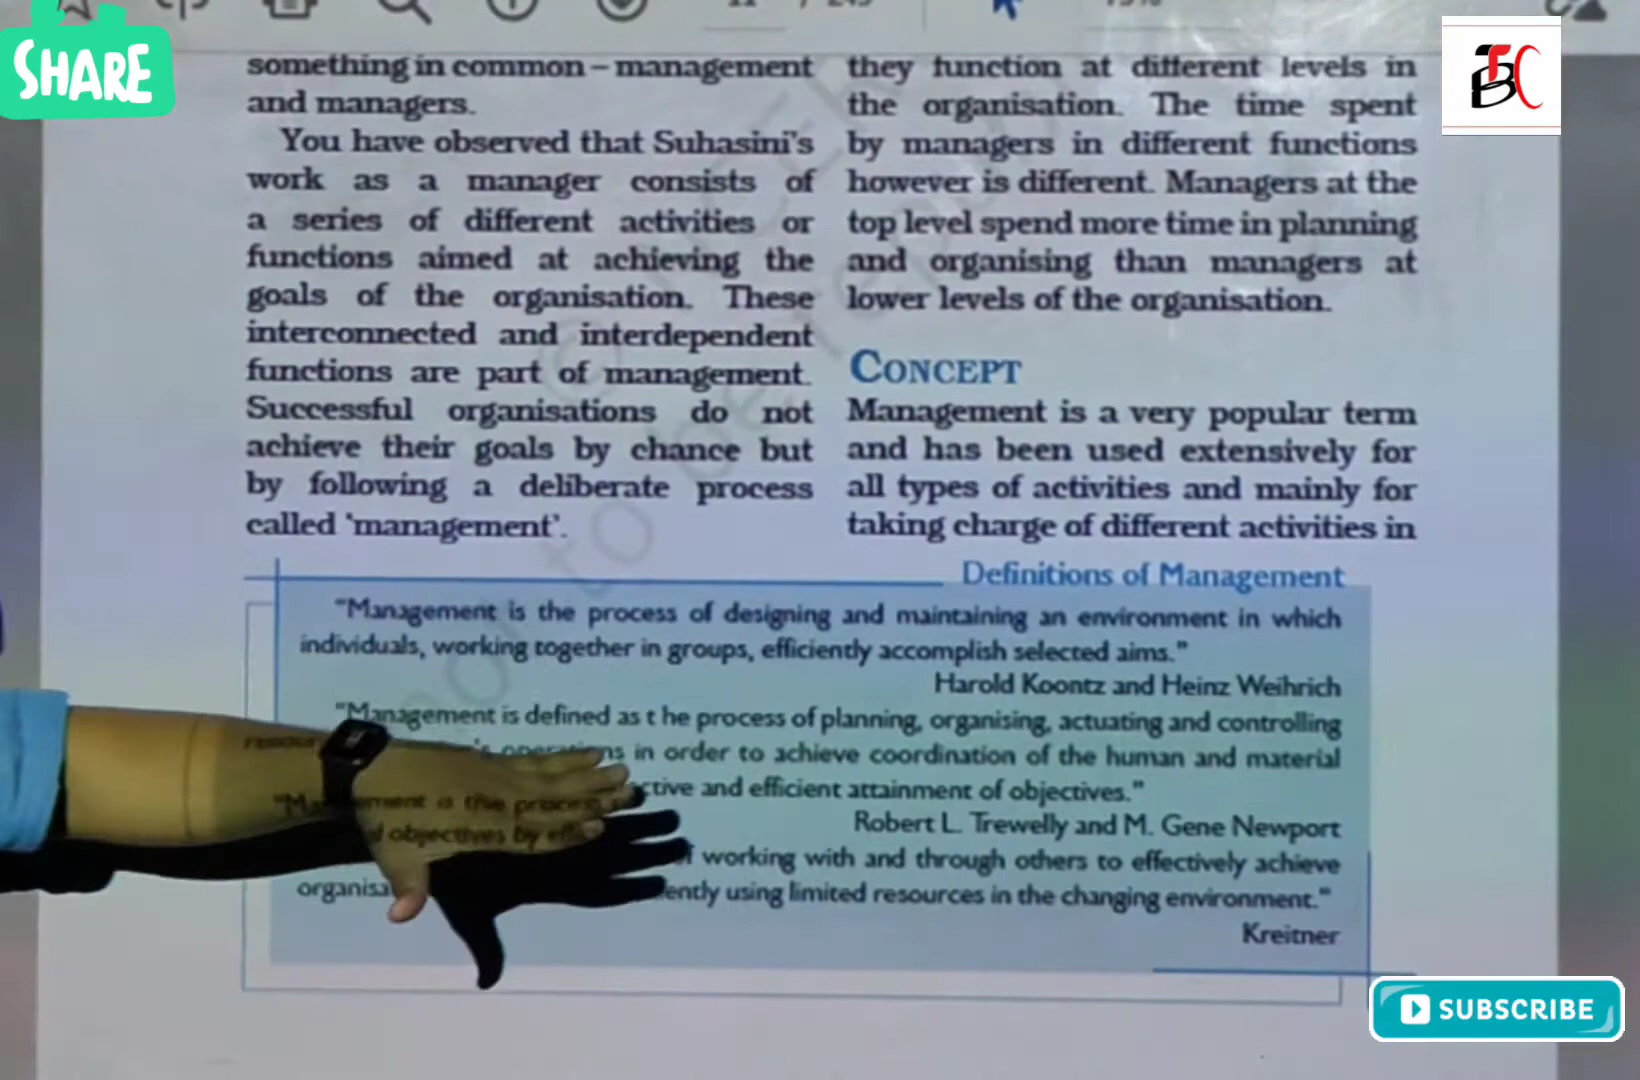 SHARE
something in common – management
and managers.
You have observed that Suhasini's
work as a manager consists of
a series of different activities or
functions aimed at achieving the
goals of the organisation. These
interconnected and interdependent
functions are part of management.
Successful organisations do not
achieve their goals by chance but
by following a deliberate process
called 'management'.
they function at different levels in
the organisation. The time spent
by managers in different functions
however is different. Managers at the
top level spend more time in planning
and organising than managers at
lower levels of the organisation.
CONCEPT
Management is a very popular term
and has been used extensively for
all types of activities and mainly for
taking charge of different activities in
Definitions of Management
"Management is the process of designing and maintaining an environment in which
individuals, working together in groups, efficiently accomplish selected aims."
Harold Koontz and Heinz Weihrich
"Management is defined as t he process of planning, organising, actuating and controlling
operations in order to achieve coordination of the human and material
and efficient attainment of objectives."
Robert L. Trewelly and M. Gene Newport
"Management is the process working with and through others to effectively achieve
objectives by using limited resources in the changing environment."
Kreitner
not to be
SUBSCRIBE